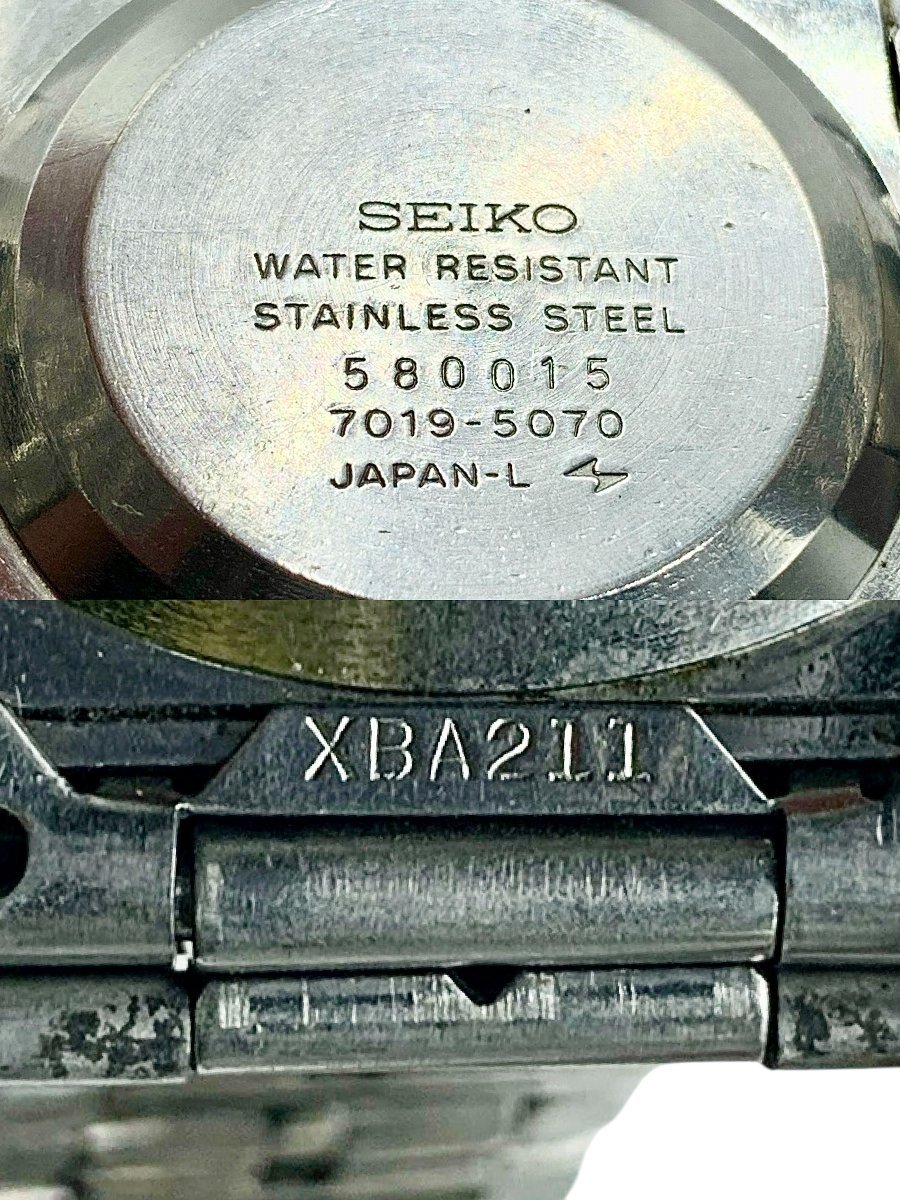 SEIKO
WATER RESISTANT
STAINLESS STEEL
580015
7019-5070
JAPAN-L
XBA211